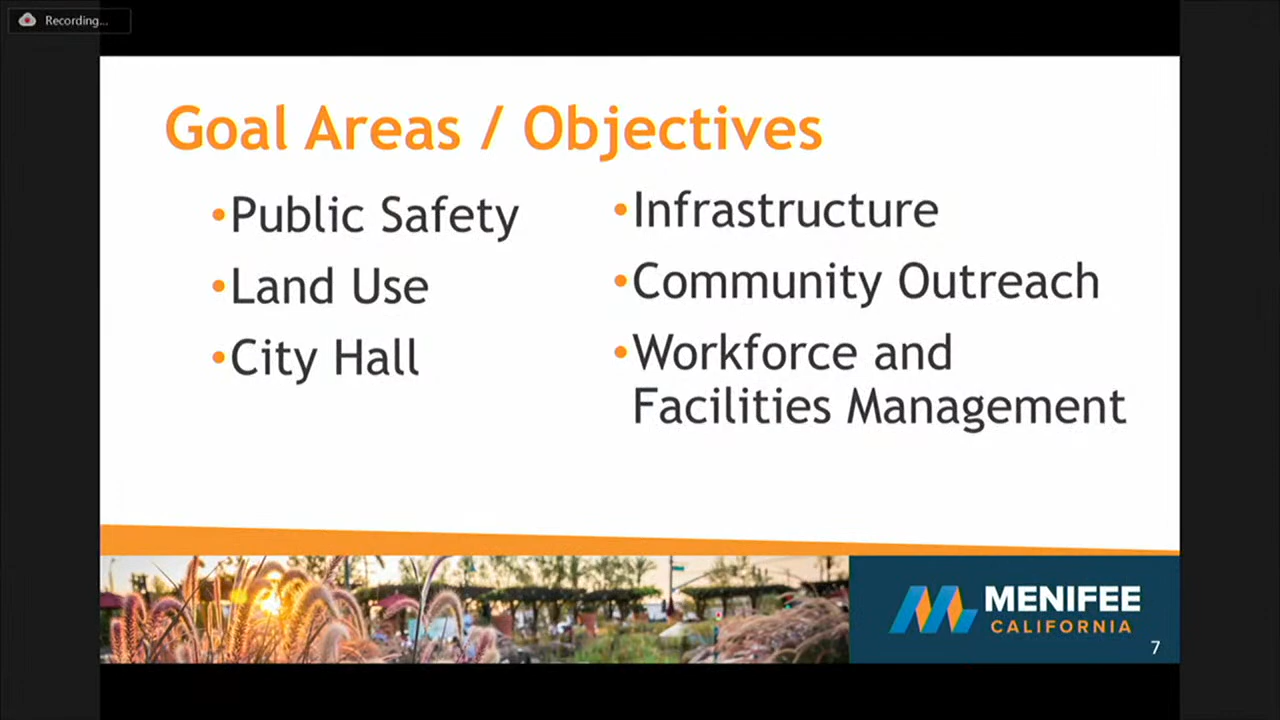 Recording...
Goal Areas / Objectives
•Public Safety
•Land Use
•City Hall
•Infrastructure
•Community Outreach
•Workforce and
Facilities Management
MENIFEE
CALIFORNIA
7